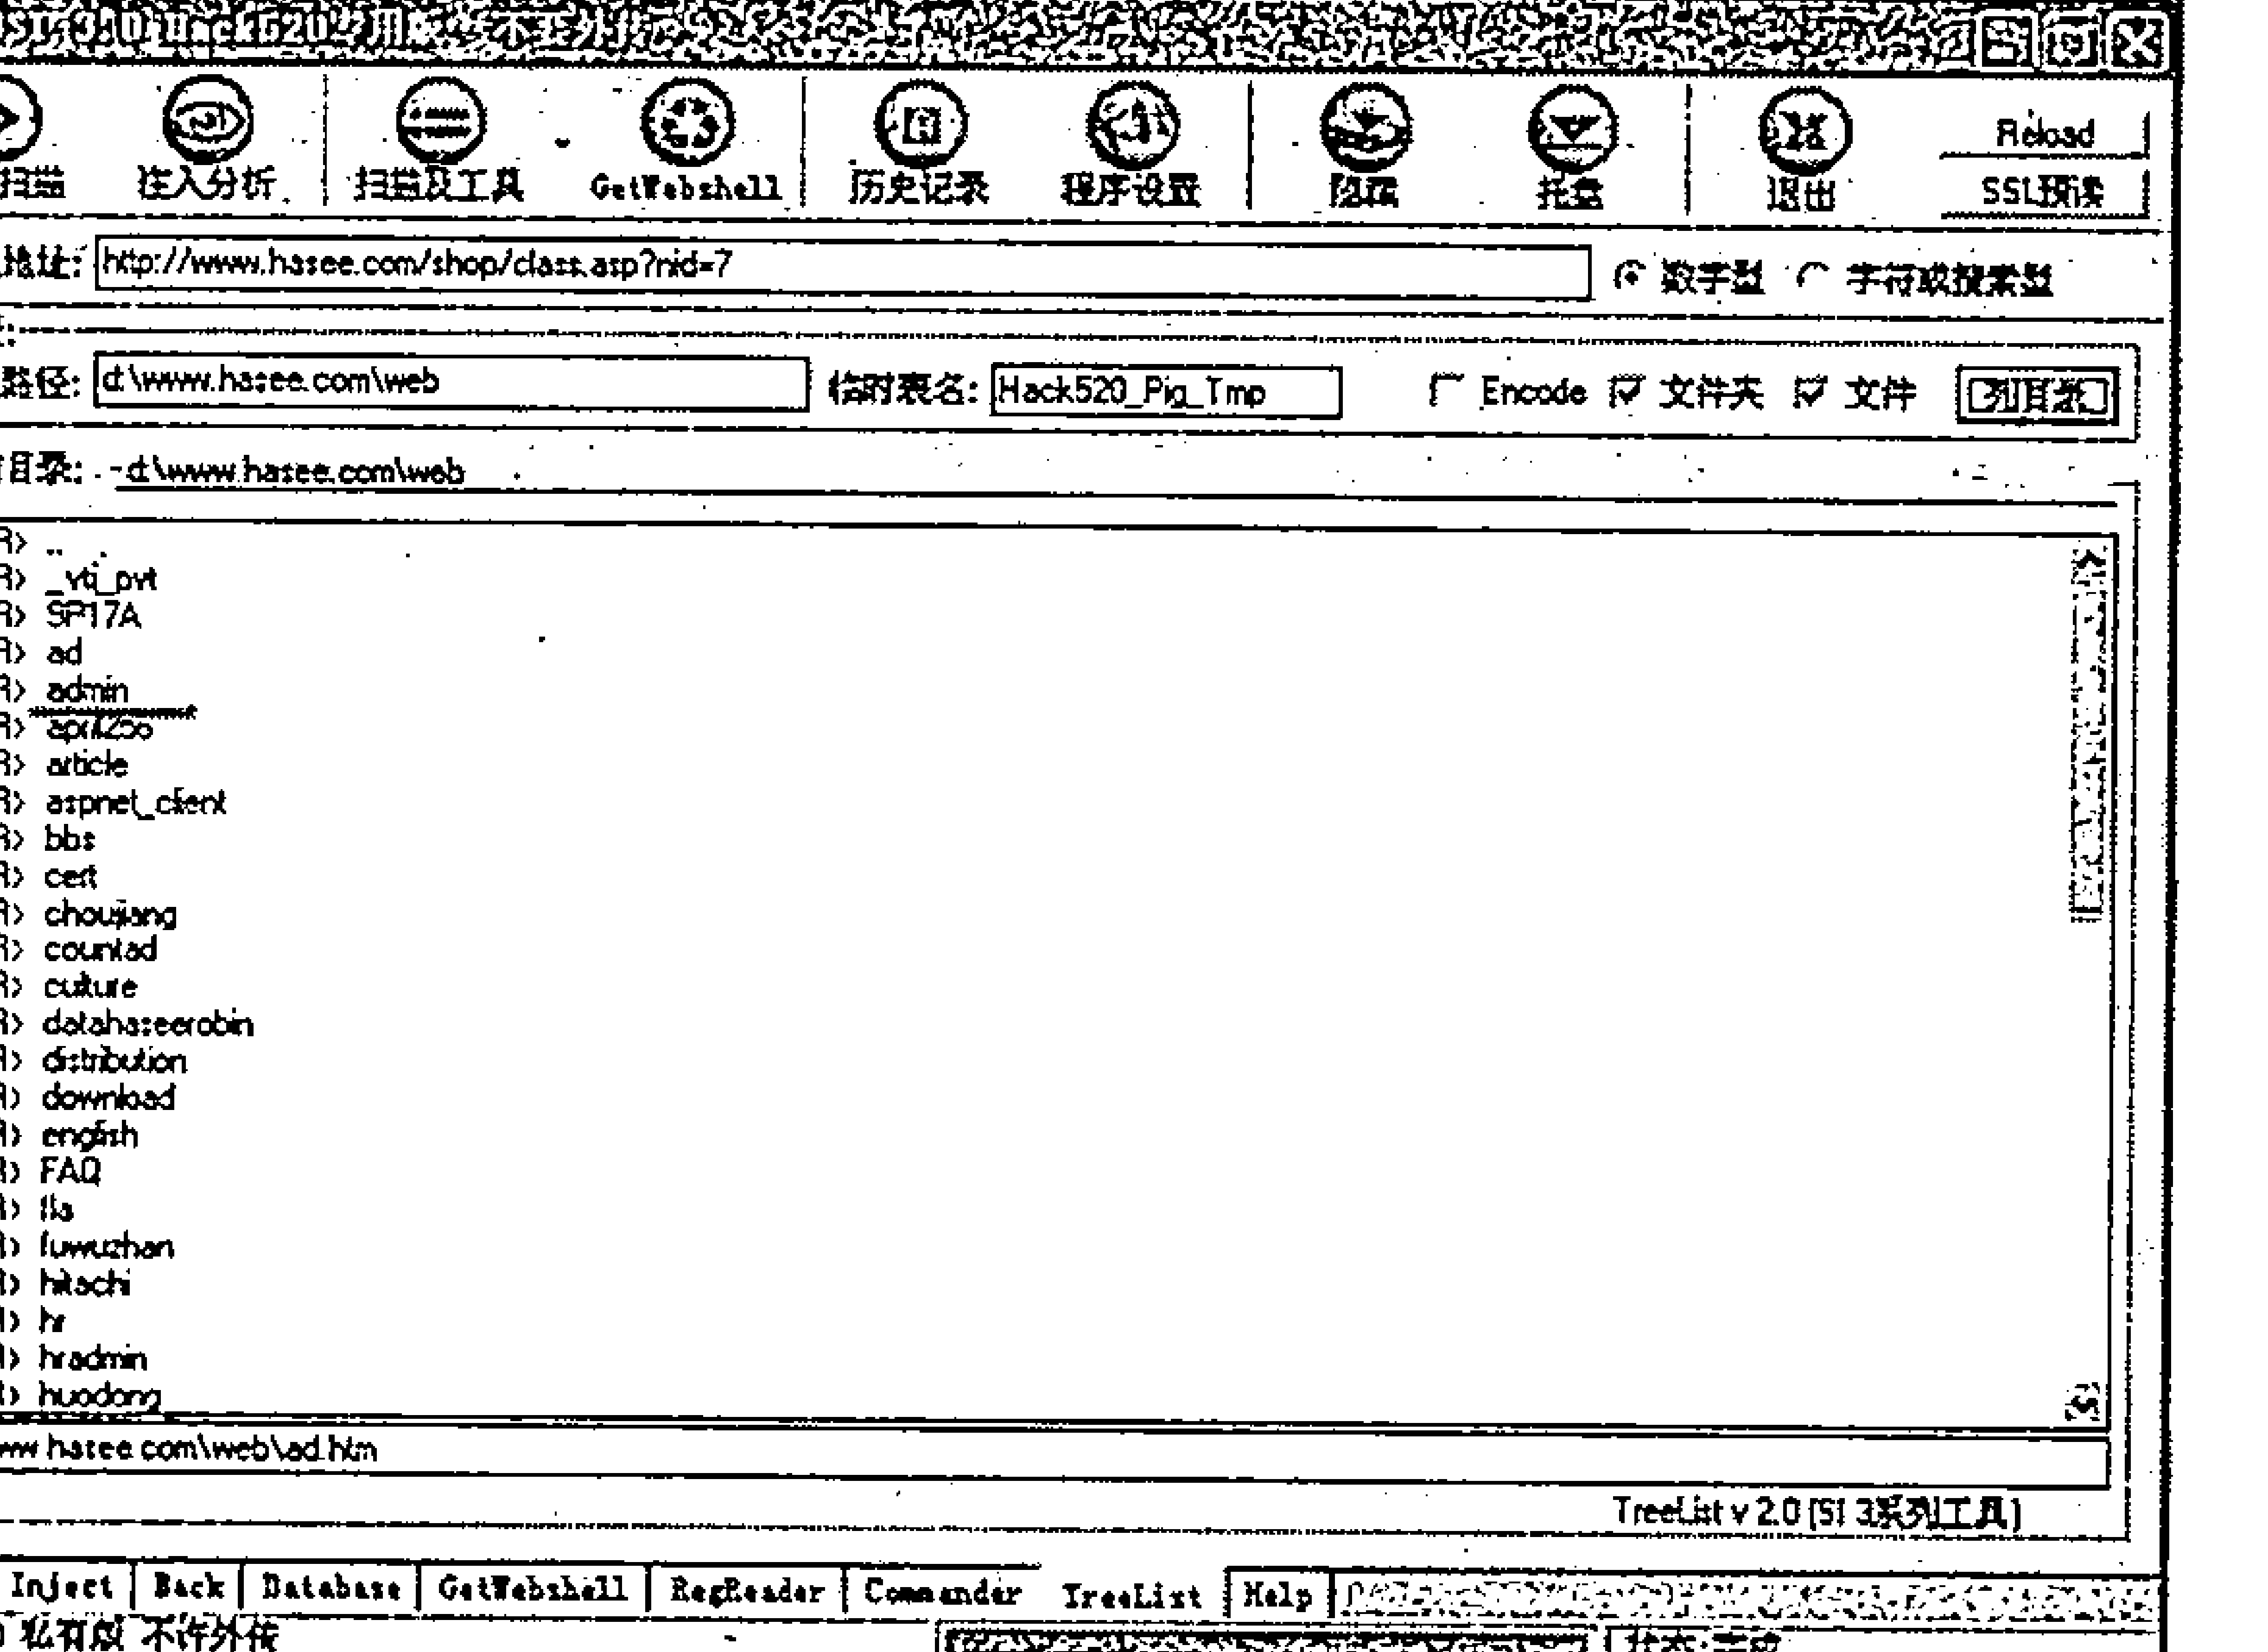 注入分析
扫描及工具
GetWebshell
历史记录
程序设置
隐藏
托盘
退出
Reload
SSL预读
地址: http://www.hasee.com/shop/class.asp?nid=7 数字型 字符或搜索型
路径: d:\www.hasee.com\web 临时表名: Hack520_Pig_Tmp Encode 文件夹 文件 列目录
目录: d:\www.hasee.com\web
R> ..
R> _vti_pvt
R> 
R> ad
R> admin
R> 
R> article
R> aspnet_client
R> bbs
R> cert
R> choujiang
R> countad
R> culture
R> datahaseerobin
R> distribution
R> download
R> english
R> FAQ
R> 
R> fuwuzhan
R> hitachi
R> hr
R> hradmin
R> huodong
ww.hasee.com\web\ad.htm
TreeList v 2.0 [SI 3系列工具]
Inject Back Database GetWebshell RegReader Commander TreeList Help
私有版 不许外传